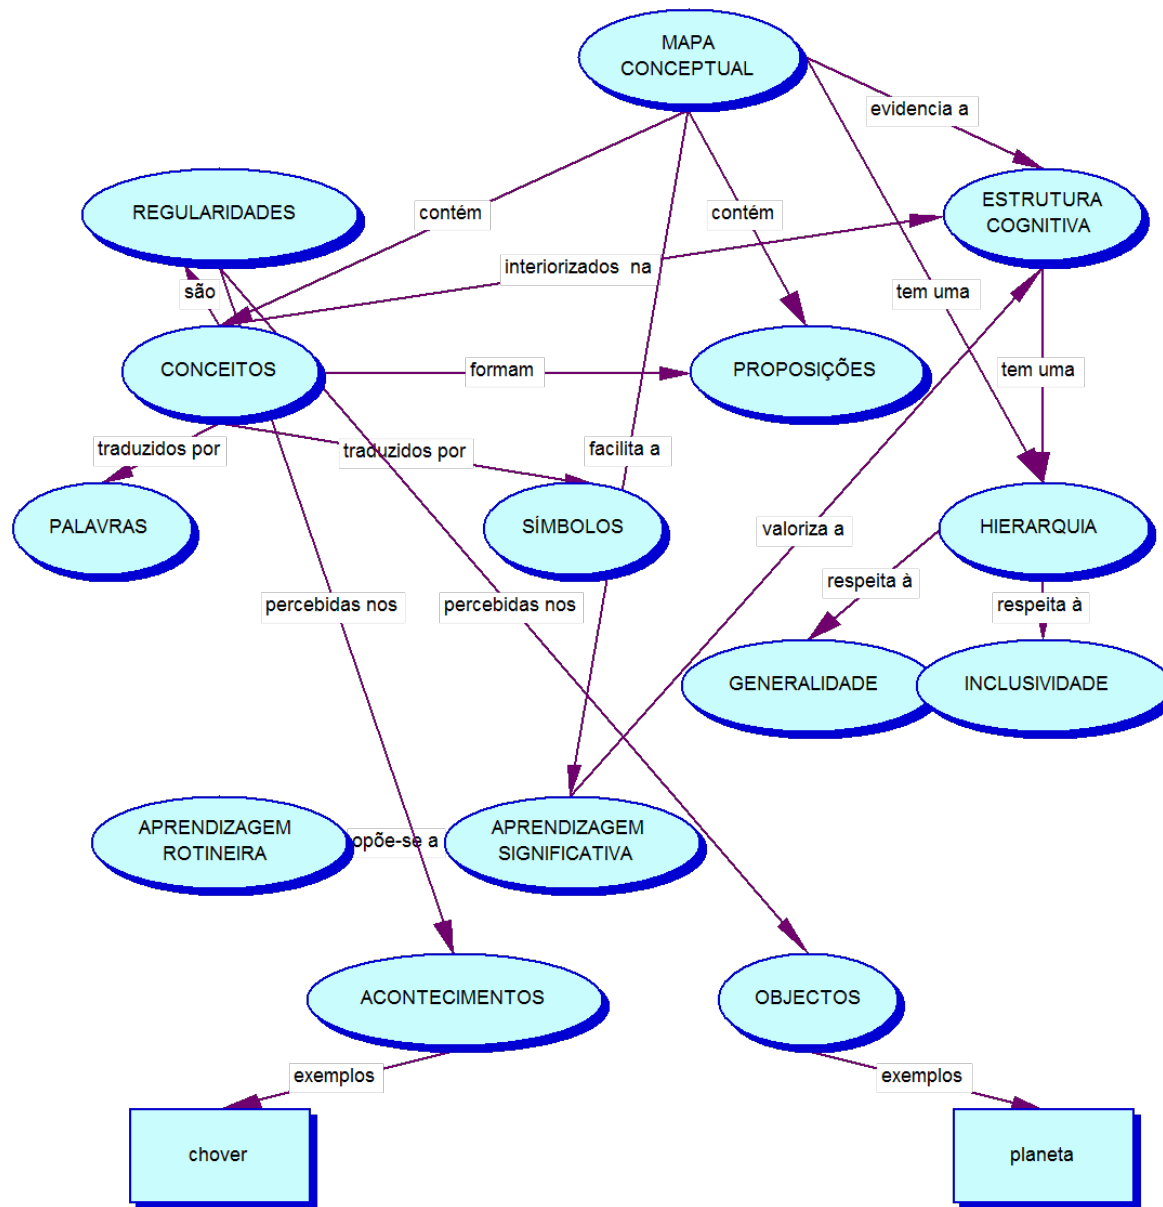 MAPA
CONCEPTUAL
evidencia a
REGULARIDADES
contém
contém
ESTRUTURA
COGNITIVA
interiorizados na
são
tem uma
CONCEITOS
formam
PROPOSIÇÕES
tem uma
traduzidos por
traduzidos por
facilita a
PALAVRAS
SÍMBOLOS
valoriza a
HIERARQUIA
respeita à
percebidas nos
percebidas nos
respeita à
GENERALIDADE
INCLUSIVIDADE
APRENDIZAGEM
ROTINEIRA
opõe-se a
APRENDIZAGEM
SIGNIFICATIVA
ACONTECIMENTOS
OBJECTOS
exemplos
exemplos
chover
planeta